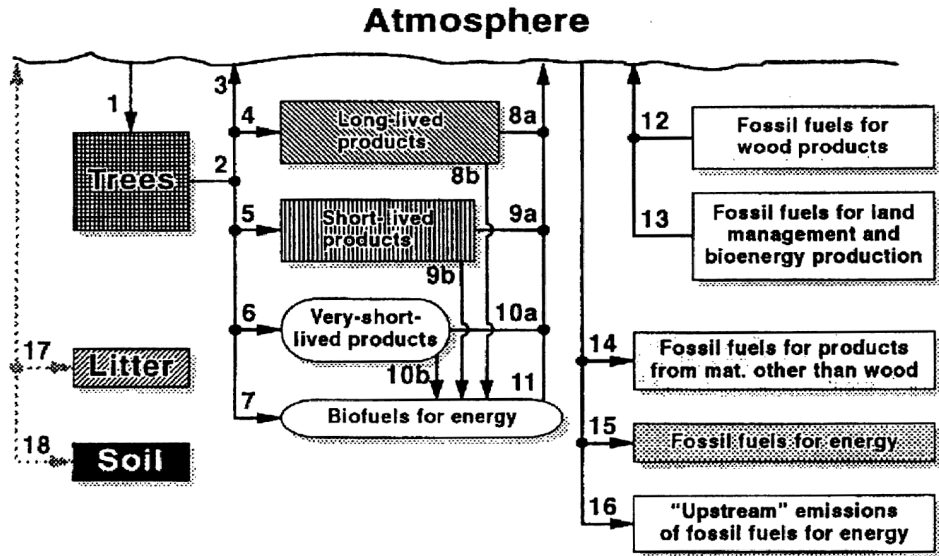 Atmosphere
1
2
3
4
5
6
7
Trees
Long-lived
products
8a
8b
Short-lived
products
9a
9b
Very-short-
lived products
10a
10b
11
Biofuels for energy
12
Fossil fuels for
wood products
13
Fossil fuels for land
management and
bioenergy production
14
Fossil fuels for products
from mat. other than wood
15
Fossil fuels for energy
16
"Upstream" emissions
of fossil fuels for energy
17
Litter
18
Soil